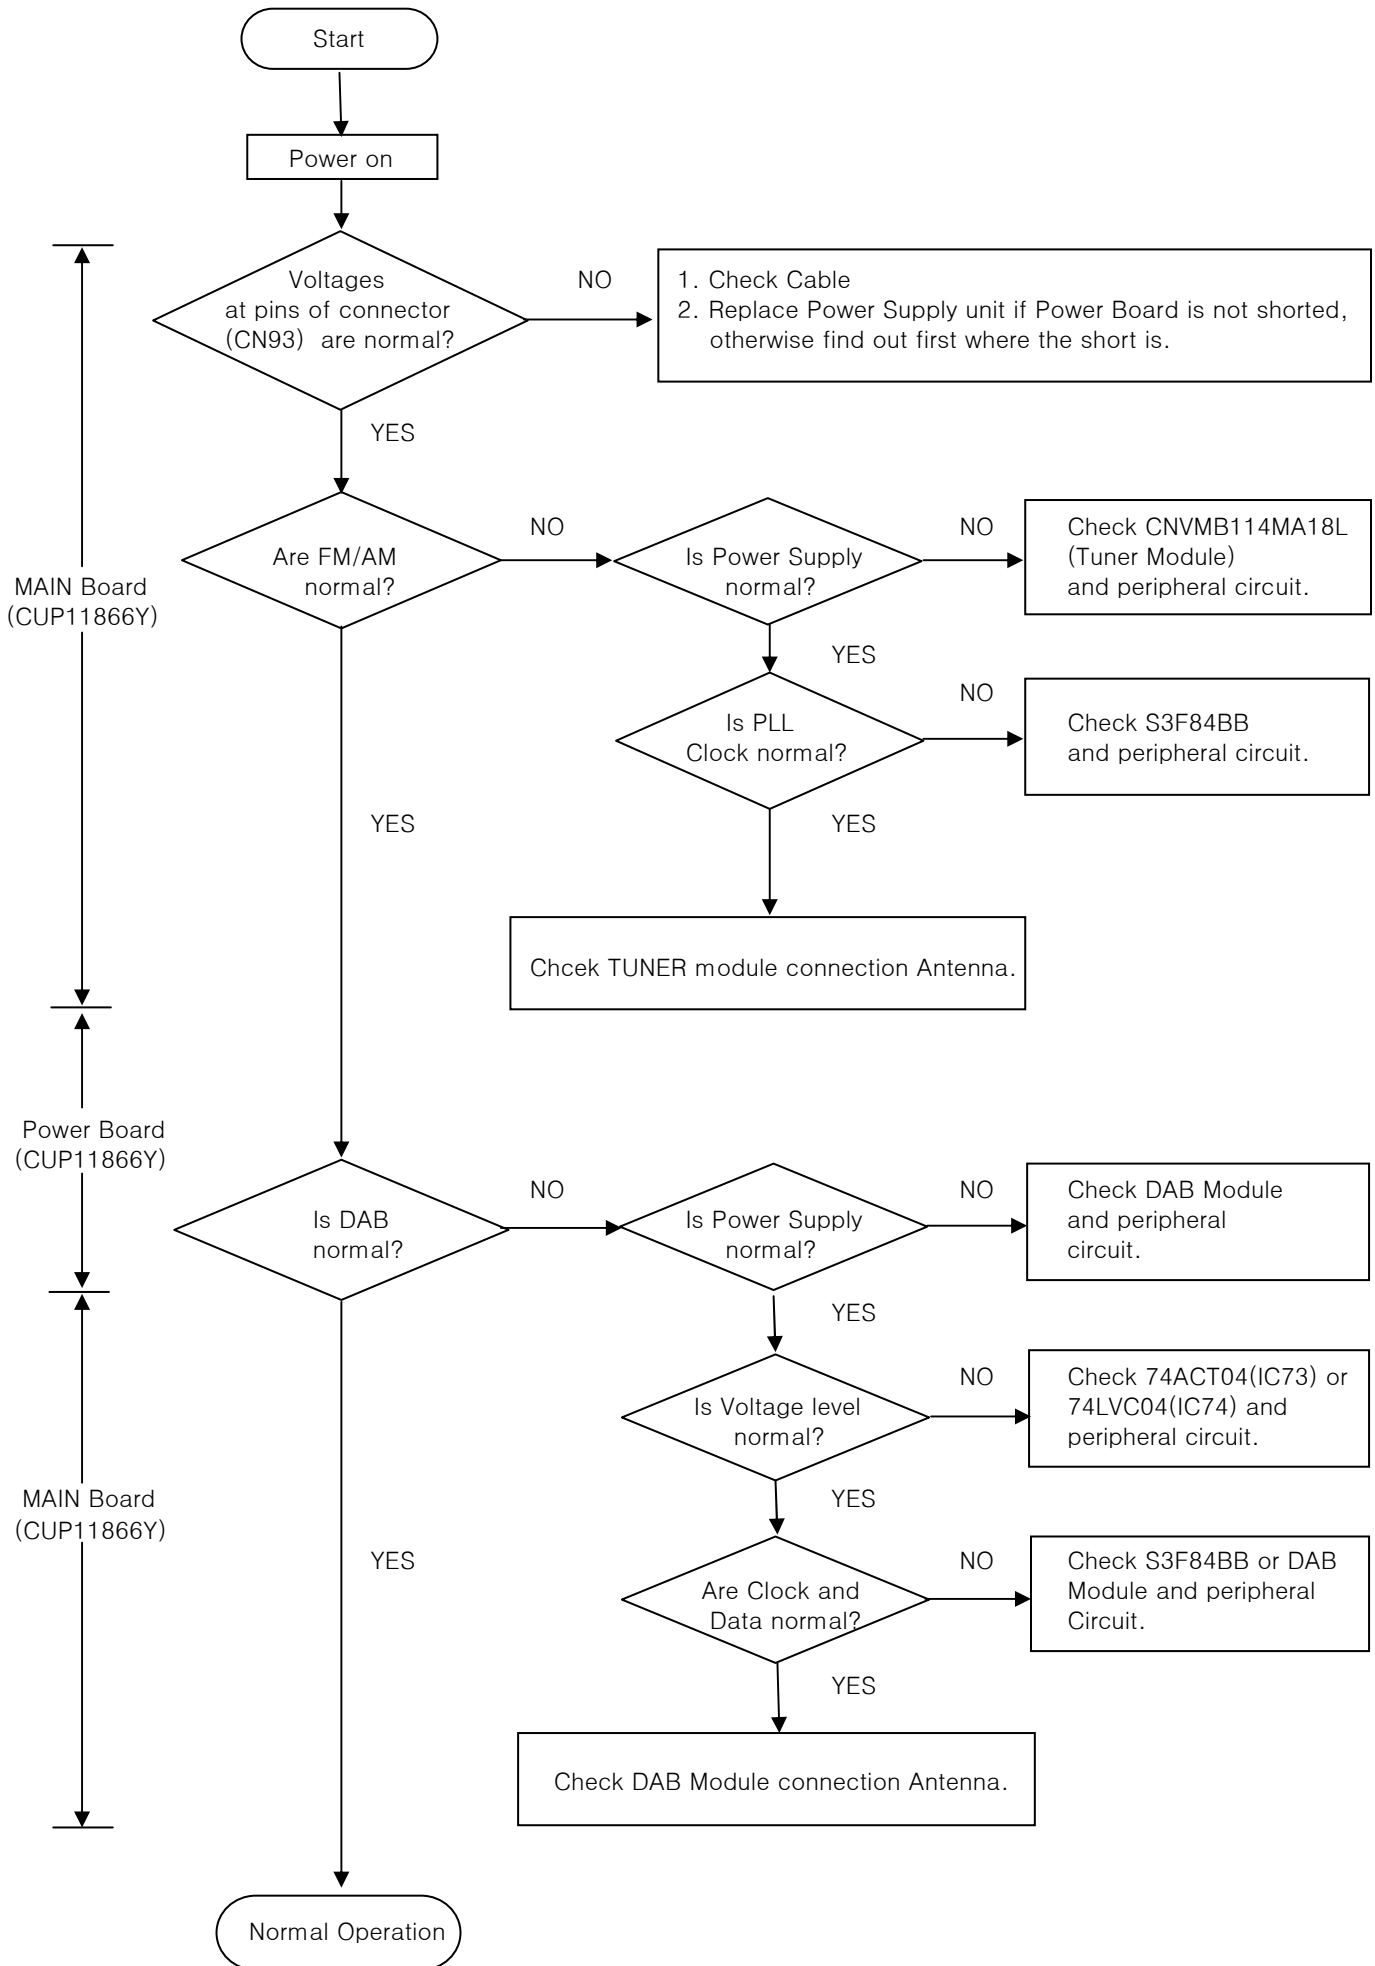 Start
Power on
Voltages
at pins of connector
(CN93) are normal?
NO
1. Check Cable
2. Replace Power Supply unit if Power Board is not shorted,
otherwise find out first where the short is.
YES
Are FM/AM
normal?
NO
Is Power Supply
normal?
NO
Check CNVMB114MA18L
(Tuner Module)
and peripheral circuit.
MAIN Board
(CUP11866Y)
YES
Is PLL
Clock normal?
NO
Check S3F84BB
and peripheral circuit.
YES
YES
Chcek TUNER module connection Antenna.
Power Board
(CUP11866Y)
Is DAB
normal?
NO
Is Power Supply
normal?
NO
Check DAB Module
and peripheral
circuit.
YES
Is Voltage level
normal?
NO
Check 74ACT04(IC73) or
74LVC04(IC74) and
peripheral circuit.
MAIN Board
(CUP11866Y)
YES
YES
Are Clock and
Data normal?
NO
Check S3F84BB or DAB
Module and peripheral
Circuit.
YES
Check DAB Module connection Antenna.
Normal Operation